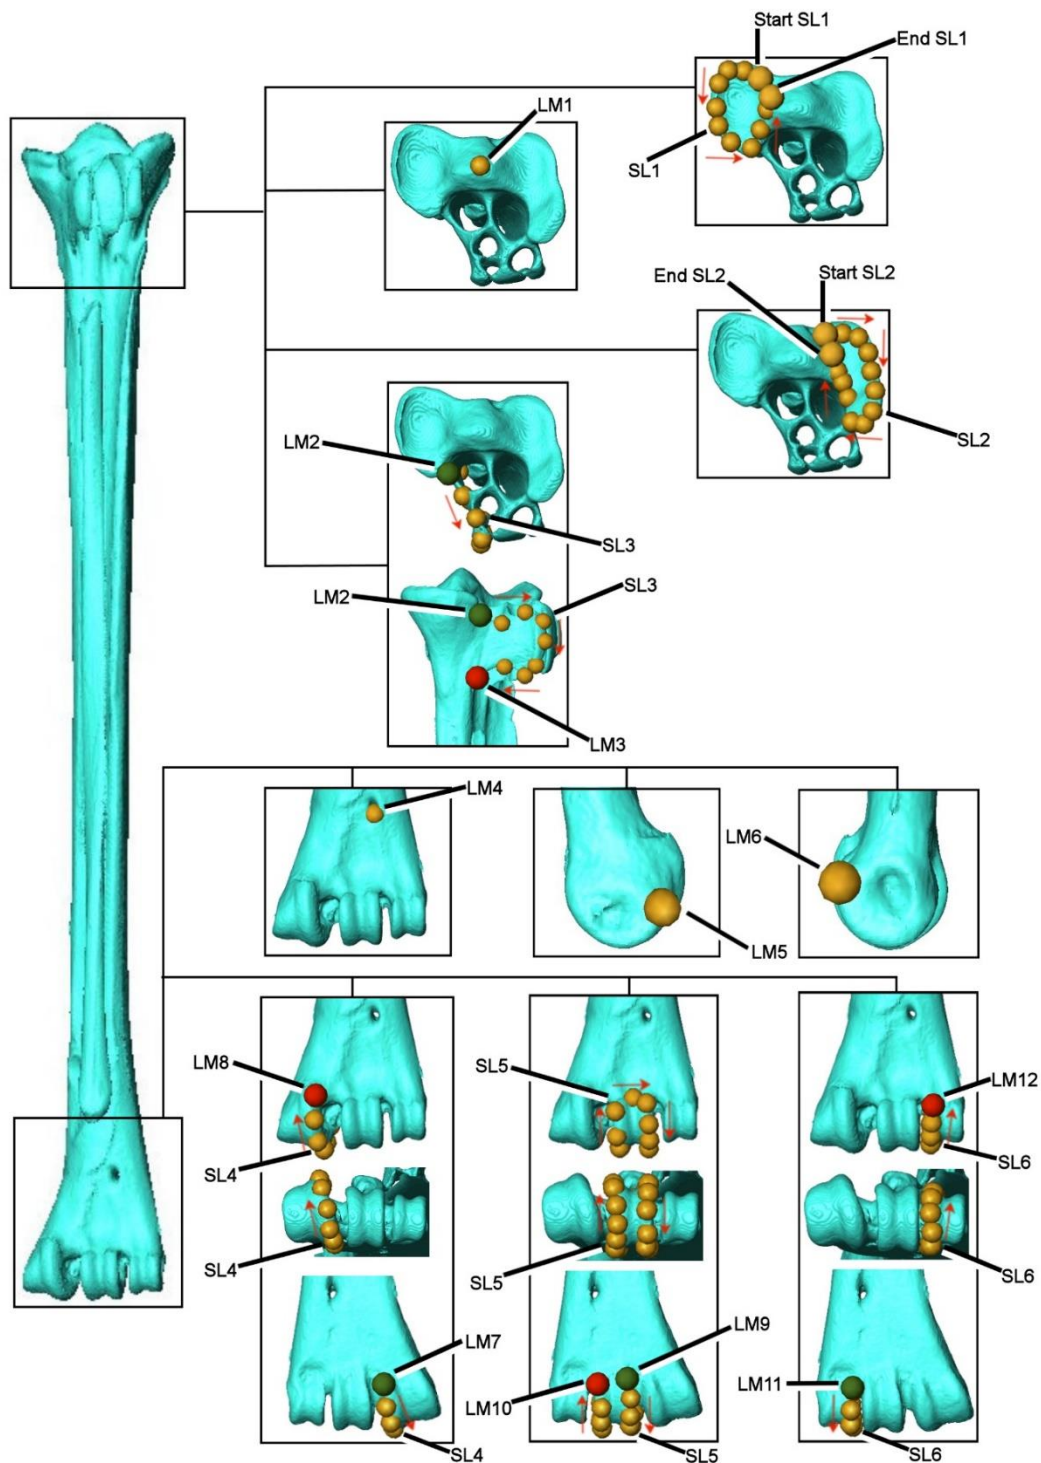 Start SL1
End SL1
LM1
SL1
End SL2
Start SL2
LM2
SL2
SL3
SL3
LM2
LM3
LM4
LM6
LM5
LM8
SL5
LM12
SL4
SL6
SL4
SL5
SL6
LM7
LM9
LM10
LM11
SL4
SL5
SL6